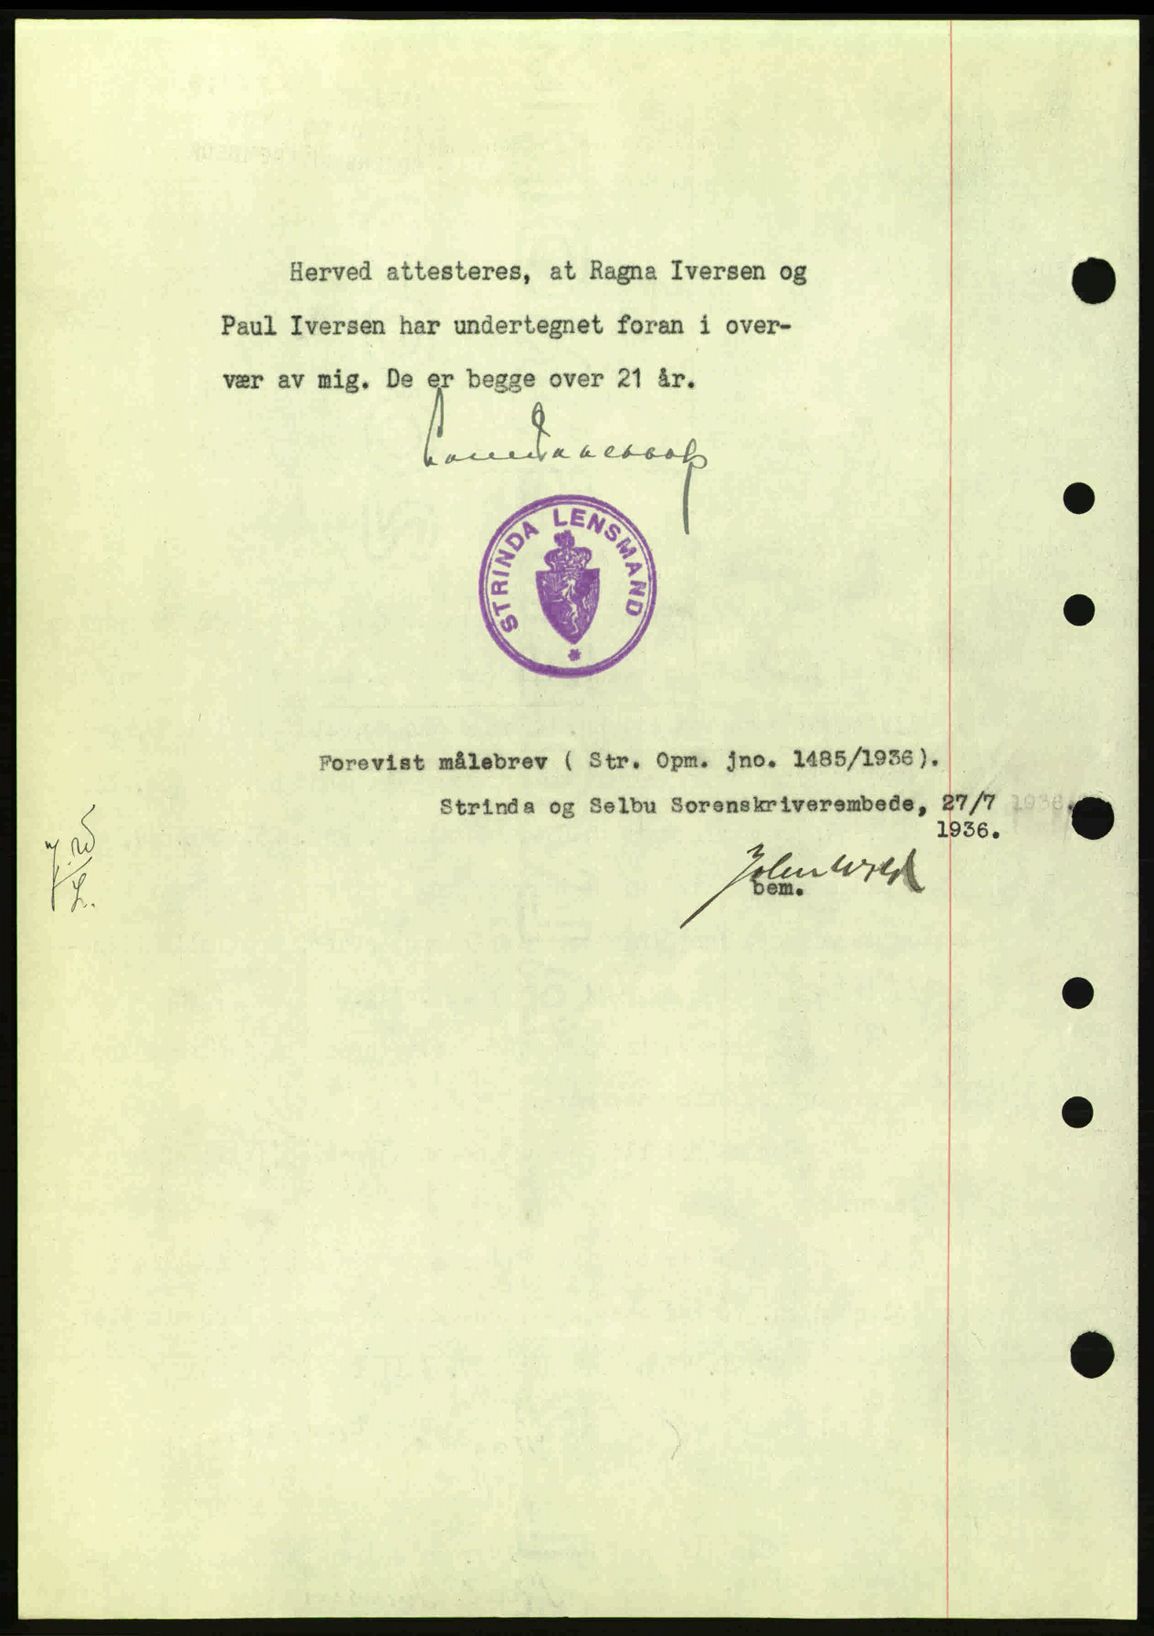 Herved attesteres, at Ragna Iversen og
Paul Iversen har undertegnet foran i over-
vær av mig. De er begge over 21 år.
STRINDA LENSMAND
Forevist målebrev ( Str. Opm. jno. 1485/1936).
Strinda og Selbu Sorenskriverembede, 27/7 1936.
1936.
bem.